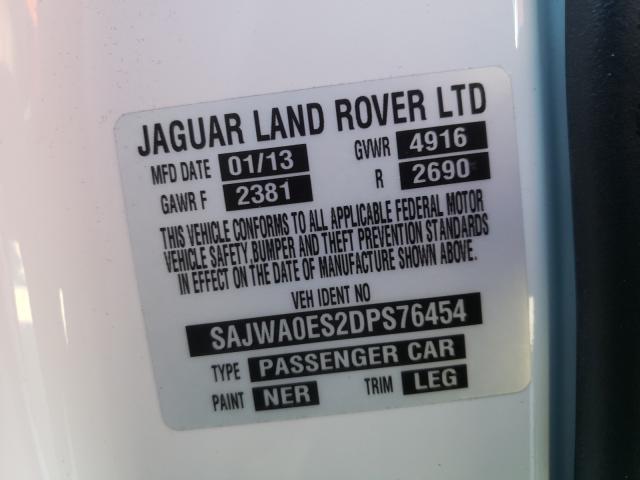 JAGUAR LAND ROVER LTD
MFD DATE 01/13 GVWR 4916
GAWR F 2381 R 2690
THIS VEHICLE CONFORMS TO ALL APPLICABLE FEDERAL MOTOR
VEHICLE SAFETY,BUMPER AND THEFT PREVENTION STANDARDS
IN EFFECT ON THE DATE OF MANUFACTURE SHOWN ABOVE.
VEH IDENT NO
SAJWA0ES2DPS76454
TYPE PASSENGER CAR
PAINT NER TRIM LEG